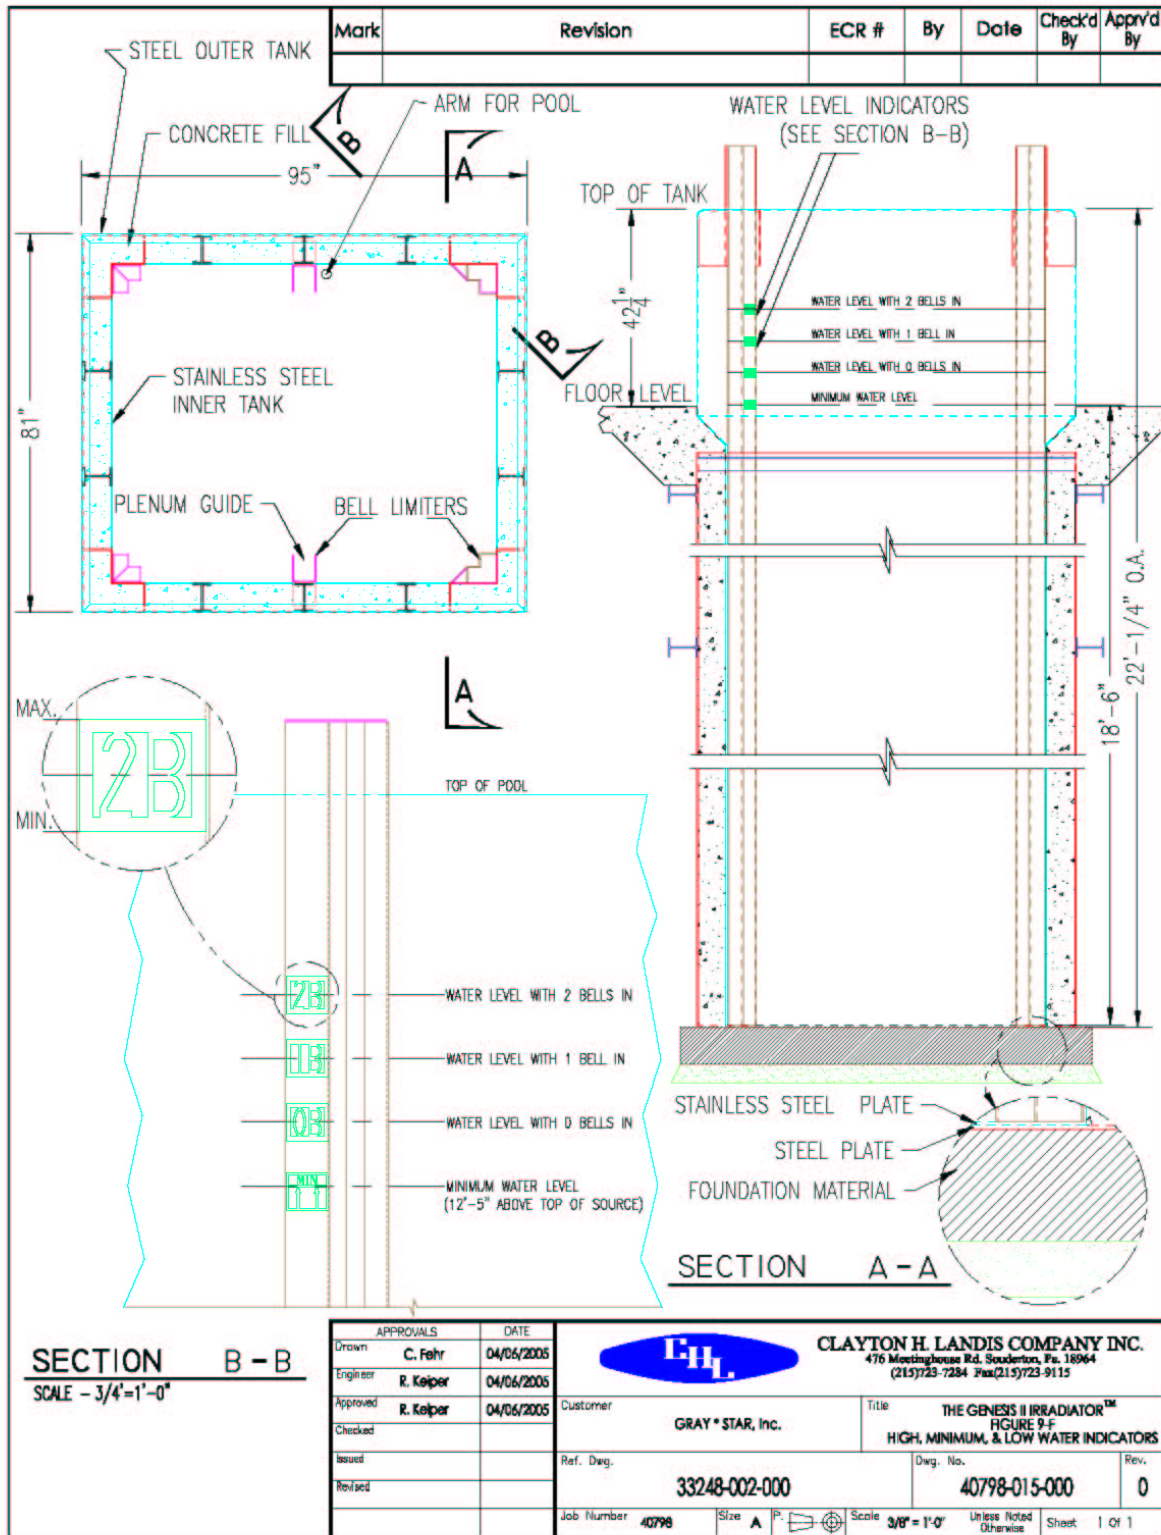 Mark Revision ECR # By Date Check'd By Apprv'd By
STEEL OUTER TANK
CONCRETE FILL
B
ARM FOR POOL
A
95"
WATER LEVEL INDICATORS
(SEE SECTION B-B)
TOP OF TANK
42 1/4"
WATER LEVEL WITH 2 BELLS IN
WATER LEVEL WITH 1 BELL IN
WATER LEVEL WITH 0 BELLS IN
MINIMUM WATER LEVEL
FLOOR LEVEL
B
STAINLESS STEEL
INNER TANK
81"
PLENUM GUIDE
BELL LIMITERS
22'-1/4" O.A.
18'-6"
A
MAX.
2B
MIN.
TOP OF POOL
2B
WATER LEVEL WITH 2 BELLS IN
1B
WATER LEVEL WITH 1 BELL IN
0B
WATER LEVEL WITH 0 BELLS IN
MIN
MINIMUM WATER LEVEL
(12'-5" ABOVE TOP OF SOURCE)
STAINLESS STEEL PLATE
STEEL PLATE
FOUNDATION MATERIAL
SECTION A-A
SECTION B-B
SCALE - 3/4"=1'-0"
APPROVALS DATE
Drawn C. Fehr 04/06/2005
Engineer R. Keiper 04/06/2005
Approved R. Keiper 04/06/2005
Checked
Issued
Revised
CHL
CLAYTON H. LANDIS COMPANY INC.
476 Meetinghouse Rd. Souderton, Pa. 18964
(215)723-7284 Fax(215)723-9115
Customer
GRAY * STAR, Inc.
Title
THE GENESIS II IRRADIATOR™
FIGURE 9-F
HIGH, MINIMUM, & LOW WATER INDICATORS
Ref. Dwg.
33248-002-000
Dwg. No.
40798-015-000
Rev.
0
Job Number 40798
Size A
P.
Scale 3/8" = 1'-0"
Unless Noted Otherwise
Sheet 1 Of 1